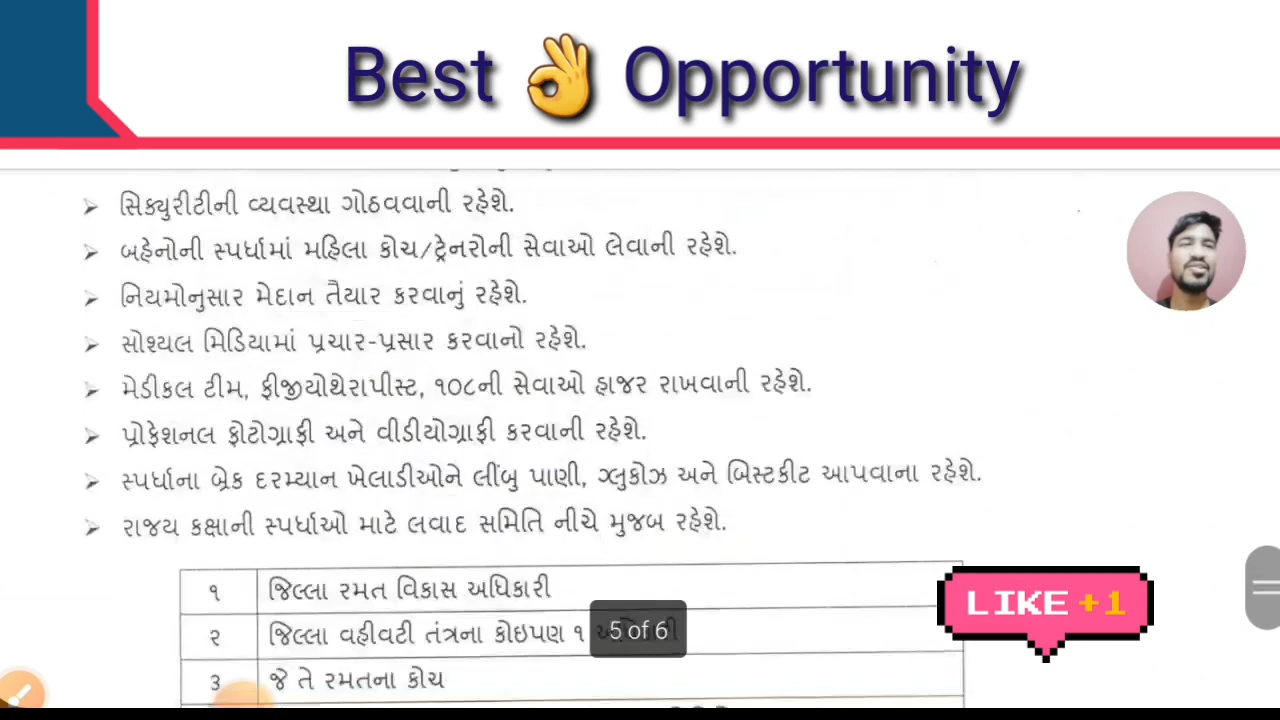 Best 👌 Opportunity
સિક્યુરીટીની વ્યવસ્થા ગોઠવવાની રહેશે.
બહેનોની સ્પર્ધામાં મહિલા કોચ/ટ્રેનરોની સેવાઓ લેવાની રહેશે.
નિયમોનુસાર મેદાન તૈયાર કરવાનું રહેશે.
સોશ્યલ મિડિયામાં પ્રચાર-પ્રસાર કરવાનો રહેશે.
મેડીકલ ટીમ, ફીજીયોથેરાપીસ્ટ, ૧૦૮ની સેવાઓ હાજર રાખવાની રહેશે.
પ્રોફેશનલ ફોટોગ્રાફી અને વીડીયોગ્રાફી કરવાની રહેશે.
સ્પર્ધાના બ્રેક દરમ્યાન ખેલાડીઓને લીંબુ પાણી, ગ્લુકોઝ અને બિસ્ટકીટ આપવાના રહેશે.
રાજય કક્ષાની સ્પર્ધાઓ માટે લવાદ સમિતિ નીચે મુજબ રહેશે.
૧ જિલ્લા રમત વિકાસ અધિકારી
૨ જિલ્લા વહીવટી તંત્રના કોઇપણ ૧
5 of 6
LIKE +1
૩ જે તે રમતના કોચ